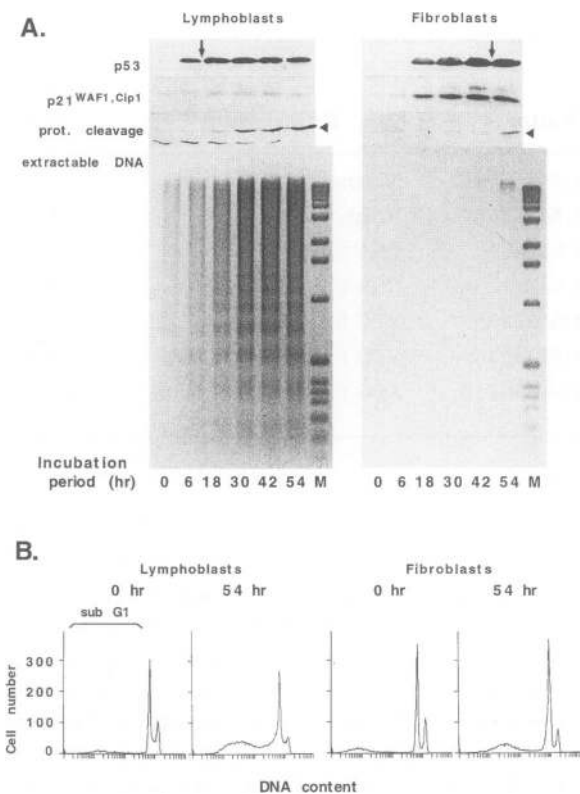 A.
Lymphoblasts Fibroblasts
p53
p21 WAF1,Cip1
prot. cleavage
extractable DNA
Incubation
period (hr) 0 6 18 30 42 54 M 0 6 18 30 42 54 M
B.
Lymphoblasts Fibroblasts
0 hr 54 hr 0 hr 54 hr
sub G1
300
200
100
0
Cell number
DNA content